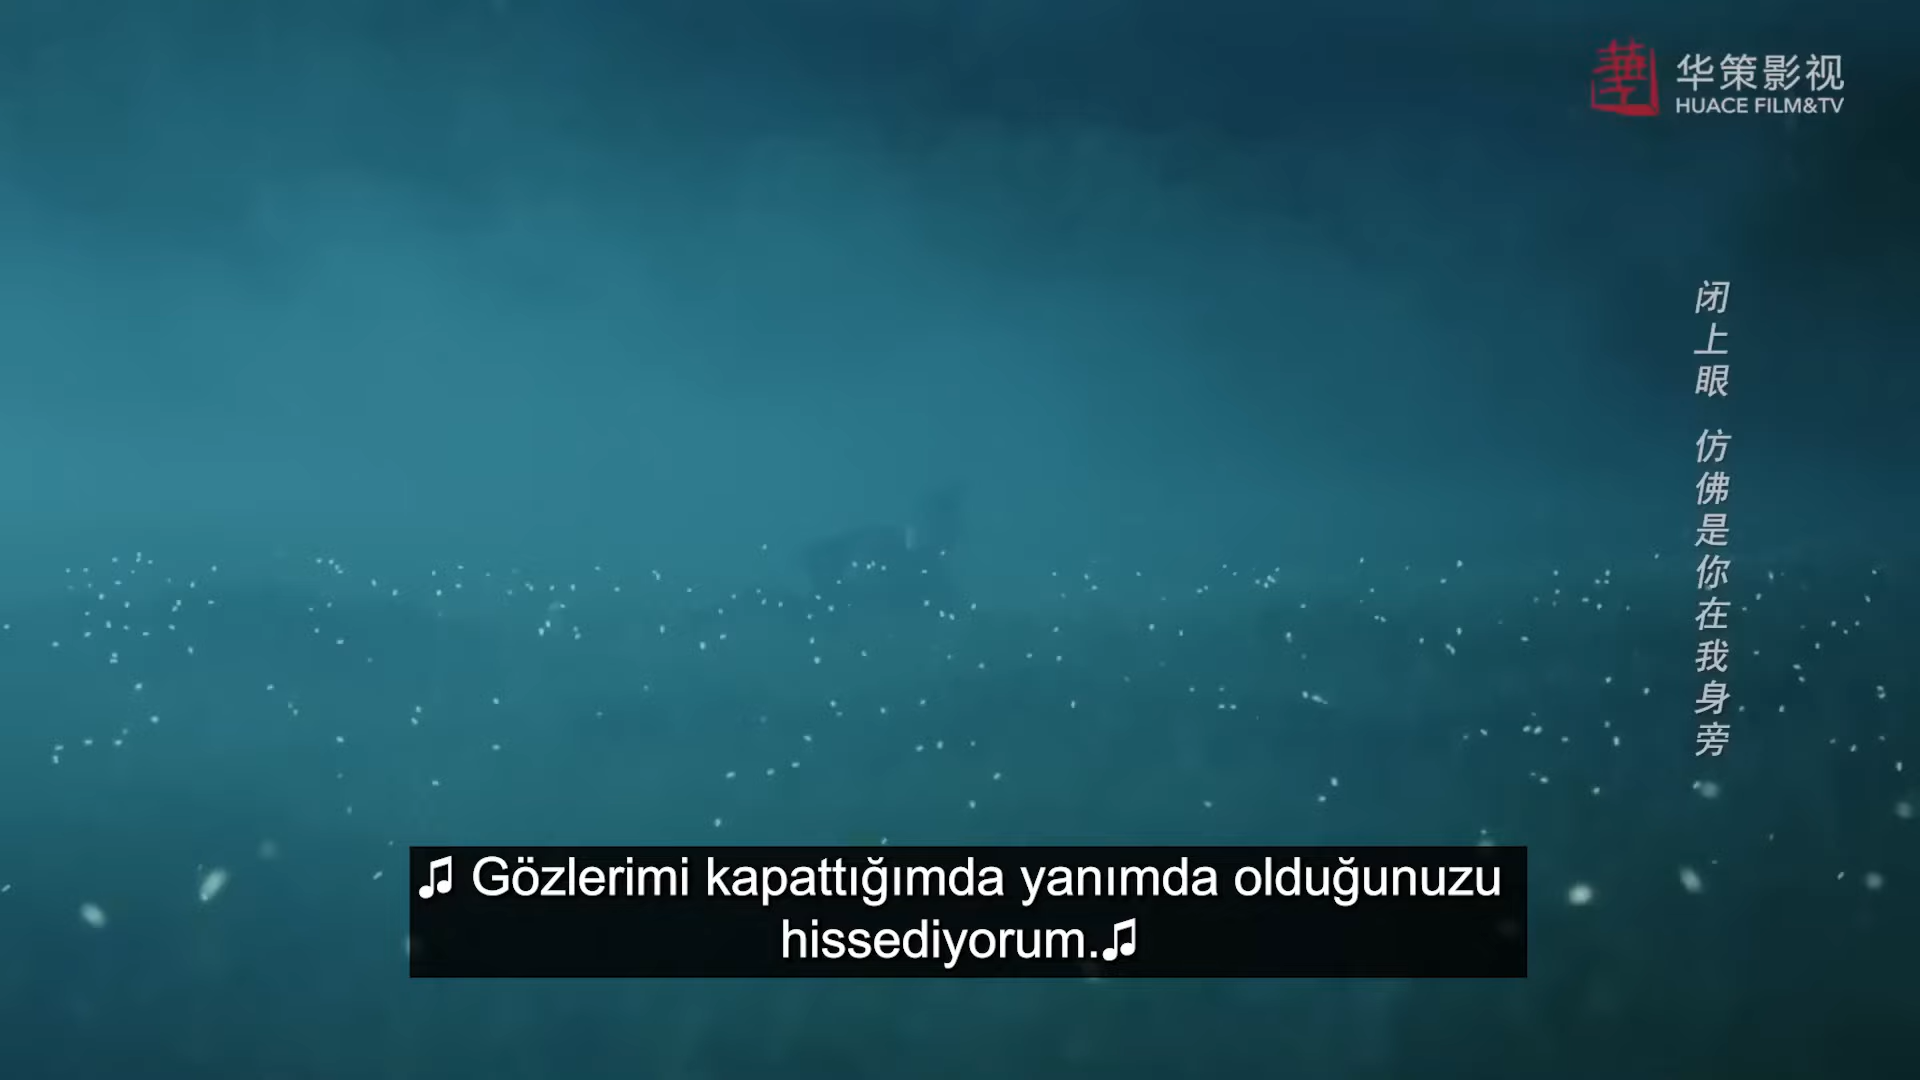 华策影视
HUACE FILM&TV
闭上眼 仿佛是你在我身旁
♫ Gözlerimi kapattığımda yanımda olduğunuzu
hissediyorum.♫